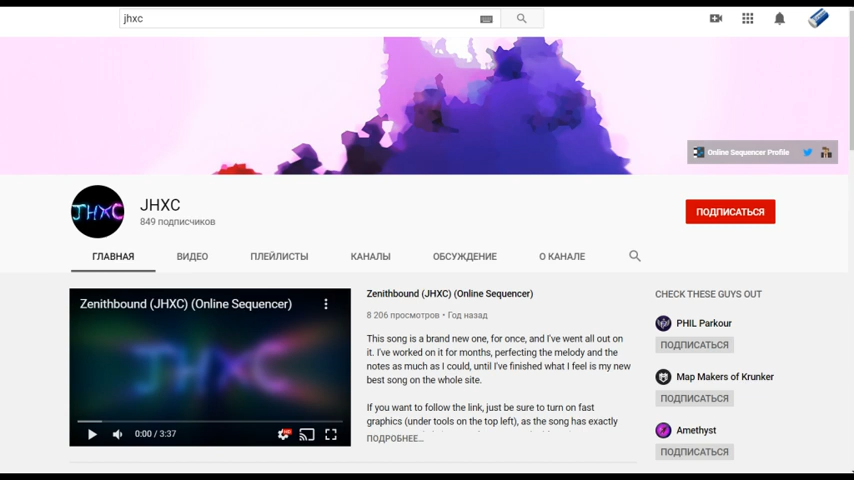 jhxc
Online Sequencer Profile
JHXC
JHXC
849 подписчиков
ПОДПИСАТЬСЯ
ГЛАВНАЯ ВИДЕО ПЛЕЙЛИСТЫ КАНАЛЫ ОБСУЖДЕНИЕ О КАНАЛЕ
Zenithbound (JHXC) (Online Sequencer)
JHXC
0:00 / 3:37
HD
Zenithbound (JHXC) (Online Sequencer)
8 206 просмотров • Год назад
This song is a brand new one, for once, and I've went all out on
it. I've worked on it for months, perfecting the melody and the
notes as much as I could, until I've finished what I feel is my new
best song on the whole site.
If you want to follow the link, just be sure to turn on fast
graphics (under tools on the top left), as the song has exactly
ПОДРОБНЕЕ...
CHECK THESE GUYS OUT
PHIL Parkour
ПОДПИСАТЬСЯ
Map Makers of Krunker
ПОДПИСАТЬСЯ
Amethyst
ПОДПИСАТЬСЯ